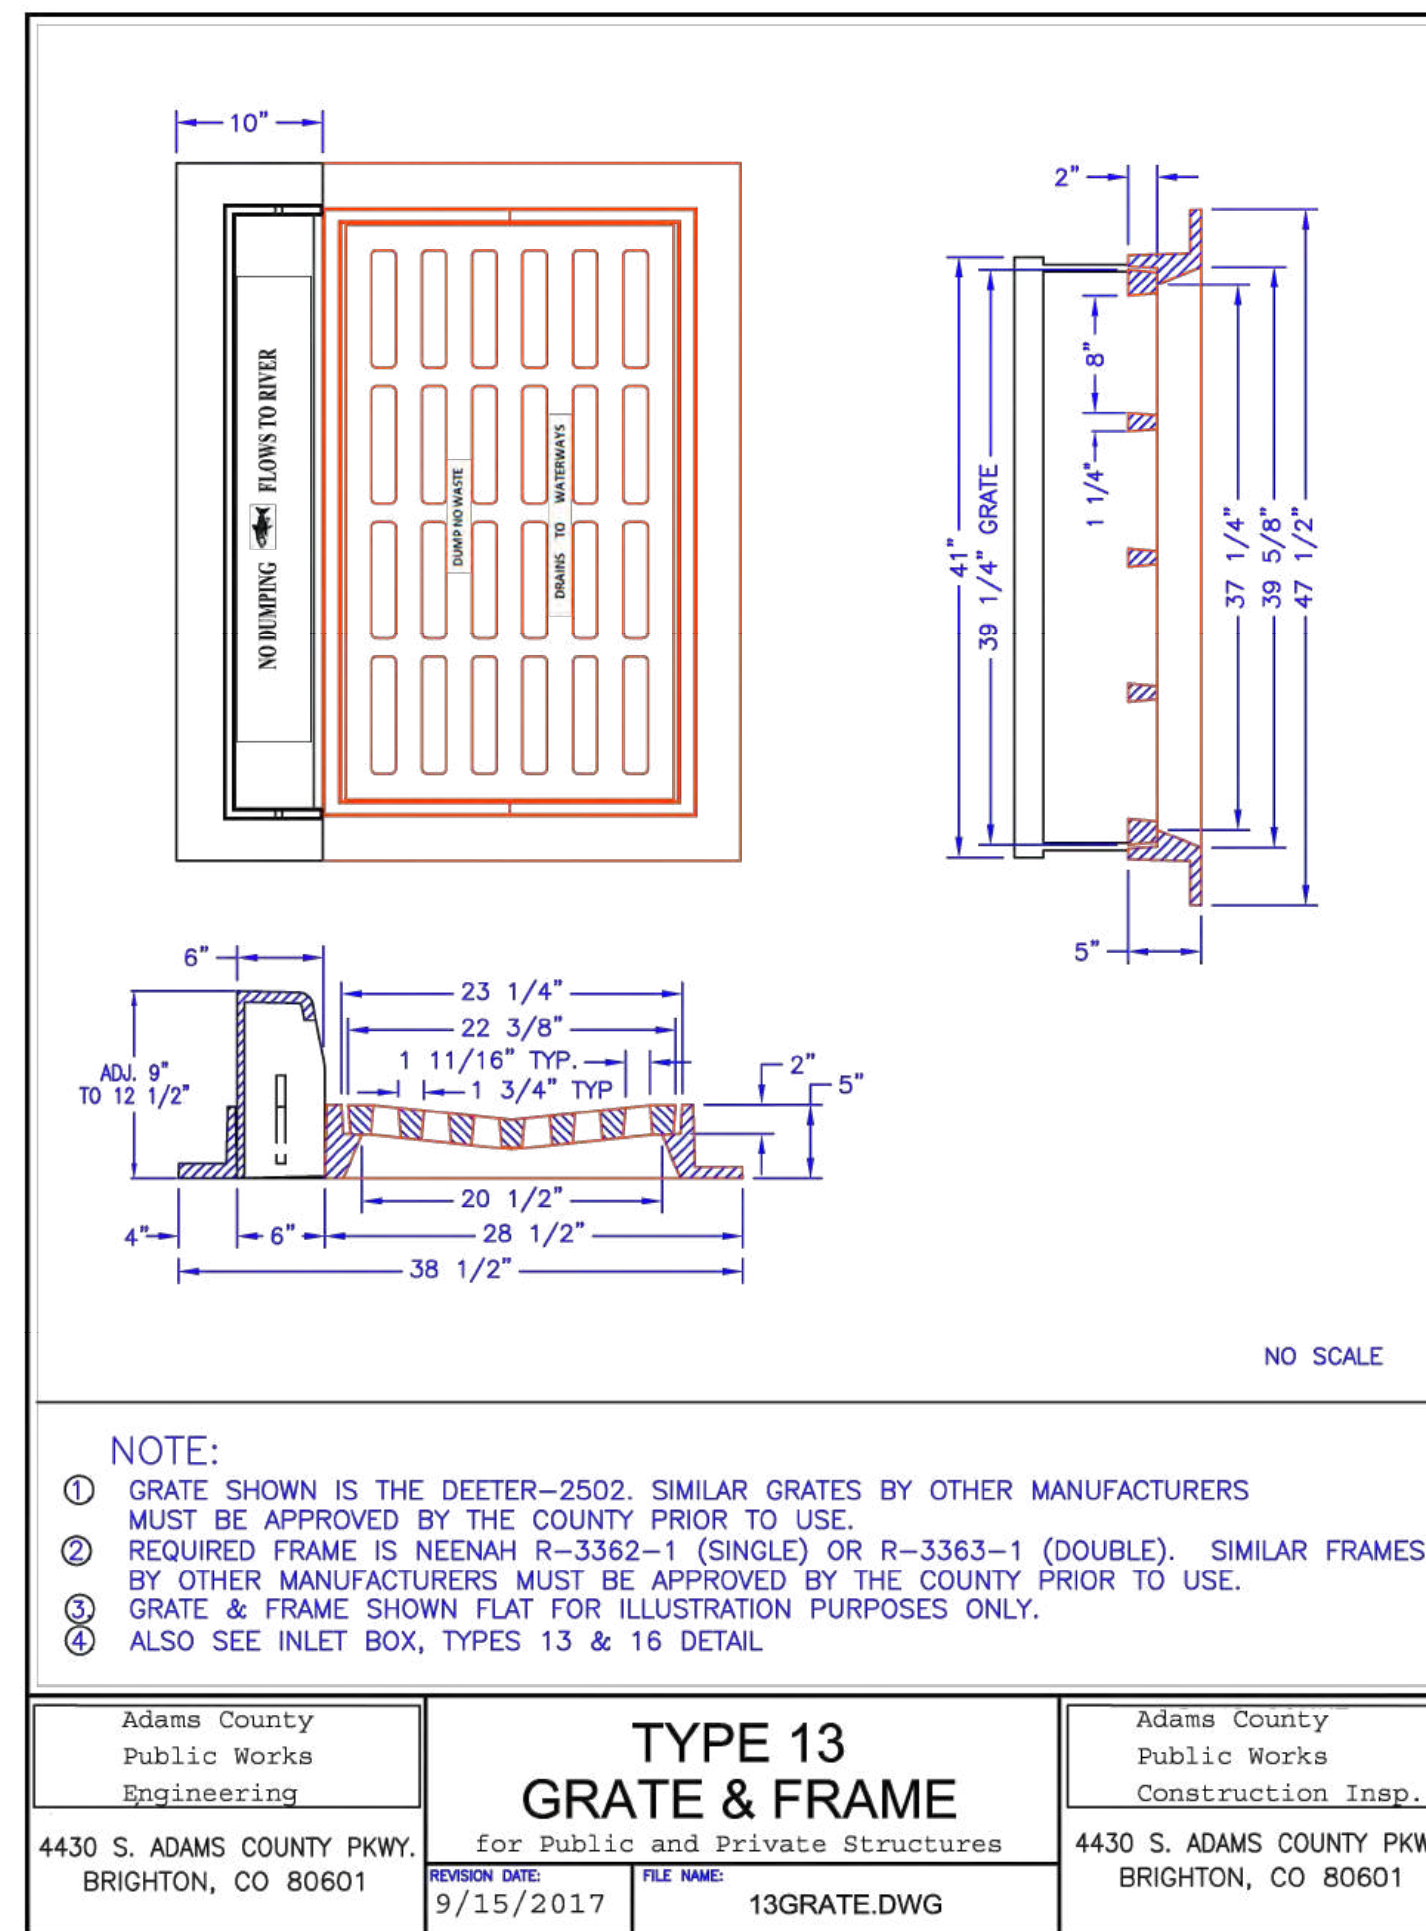 10"
NO DUMPING FLOWS TO RIVER
DUMP NO WASTE
DRAINS TO WATERWAYS
2"
41"
39 1/4" GRATE
8"
1 1/4"
37 1/4"
39 5/8"
47 1/2"
5"
6"
ADJ. 9"
TO 12 1/2"
23 1/4"
22 3/8"
1 11/16" TYP.
1 3/4" TYP
2"
5"
20 1/2"
4"
6"
28 1/2"
38 1/2"
NO SCALE
NOTE:
1 GRATE SHOWN IS THE DEETER-2502. SIMILAR GRATES BY OTHER MANUFACTURERS
MUST BE APPROVED BY THE COUNTY PRIOR TO USE.
2 REQUIRED FRAME IS NEENAH R-3362-1 (SINGLE) OR R-3363-1 (DOUBLE). SIMILAR FRAMES
BY OTHER MANUFACTURERS MUST BE APPROVED BY THE COUNTY PRIOR TO USE.
3. GRATE & FRAME SHOWN FLAT FOR ILLUSTRATION PURPOSES ONLY.
4. ALSO SEE INLET BOX, TYPES 13 & 16 DETAIL
Adams County
Public Works
Engineering
4430 S. ADAMS COUNTY PKWY.
BRIGHTON, CO 80601
TYPE 13
GRATE & FRAME
for Public and Private Structures
REVISION DATE:
9/15/2017
FILE NAME:
13GRATE.DWG
Adams County
Public Works
Construction Insp.
4430 S. ADAMS COUNTY
BRIGHTON, CO 80601